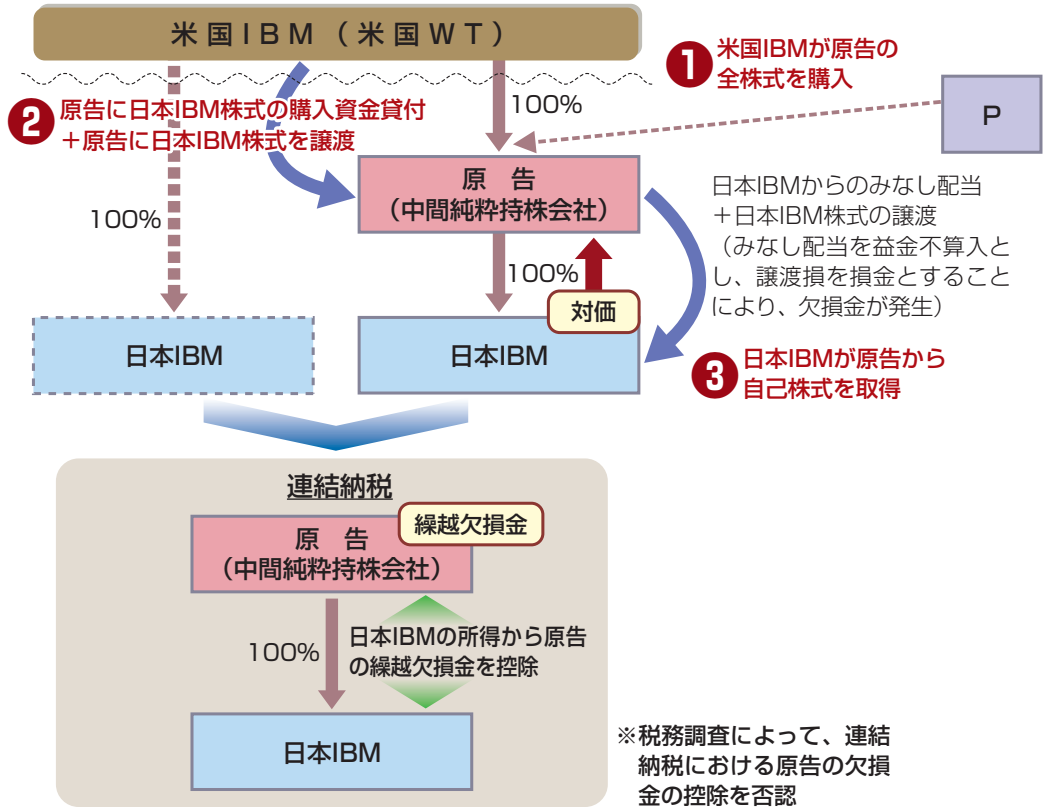 米国IBM(米国WT)
❶ 米国IBMが原告の
全株式を購入
P
100%
❷ 原告に日本IBM株式の購入資金貸付
+原告に日本IBM株式を譲渡
100%
原 告
(中間純粋持株会社)
日本IBMからのみなし配当
+日本IBM株式の譲渡
(みなし配当を益金不算入と
し、譲渡損を損金とすること
により、欠損金が発生)
100%
対価
日本IBM
日本IBM
❸ 日本IBMが原告から
自己株式を取得
連結納税
繰越欠損金
原 告
(中間純粋持株会社)
100%
日本IBMの所得から原告
の繰越欠損金を控除
日本IBM
※税務調査によって、連結
納税における原告の欠損
金の控除を否認